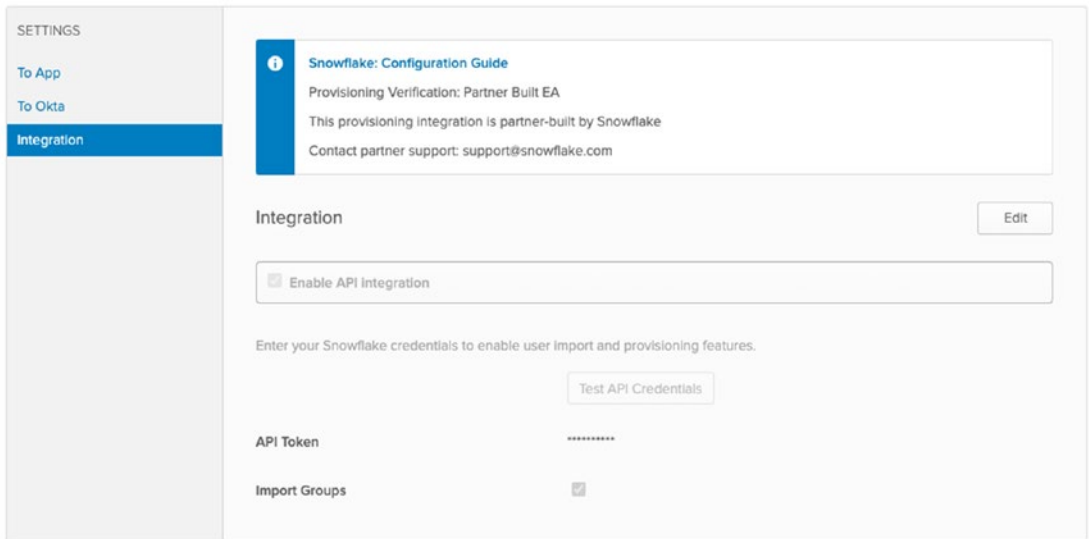 SETTINGS
To App
To Okta
Integration
Snowflake: Configuration Guide
Provisioning Verification: Partner Built EA
This provisioning integration is partner-built by Snowflake
Contact partner support: support@snowflake.com
Integration
Edit
Enable API integration
Enter your Snowflake credentials to enable user import and provisioning features.
Test API Credentials
API Token
**********
Import Groups